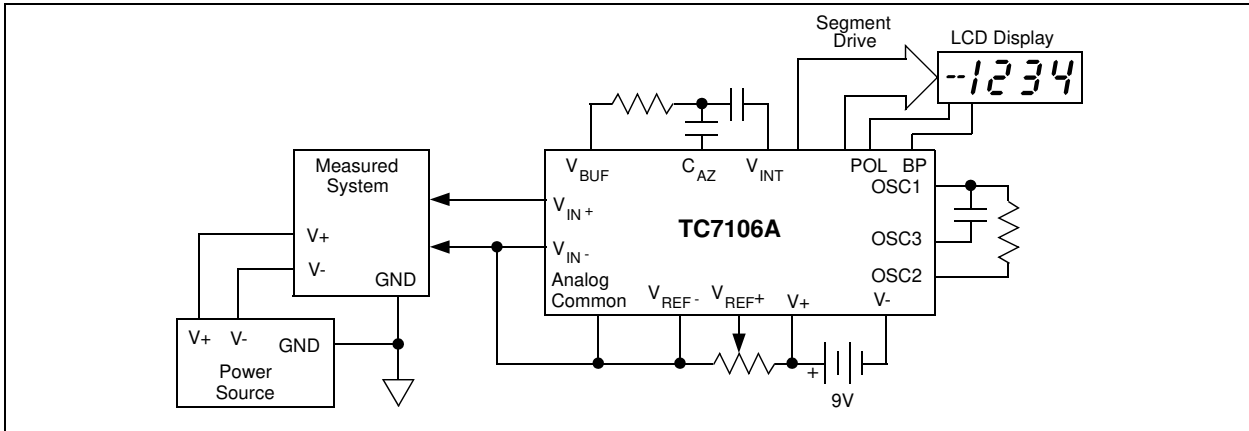 Segment
Drive
LCD Display
--1234
Measured
System
V+
V-
GND
V+
V-
GND
Power
Source
VBUF
CAZ
VINT
POL
BP
VIN+
VIN-
Analog
Common
TC7106A
OSC1
OSC3
OSC2
VREF-
VREF+
V+
V-
+
9V